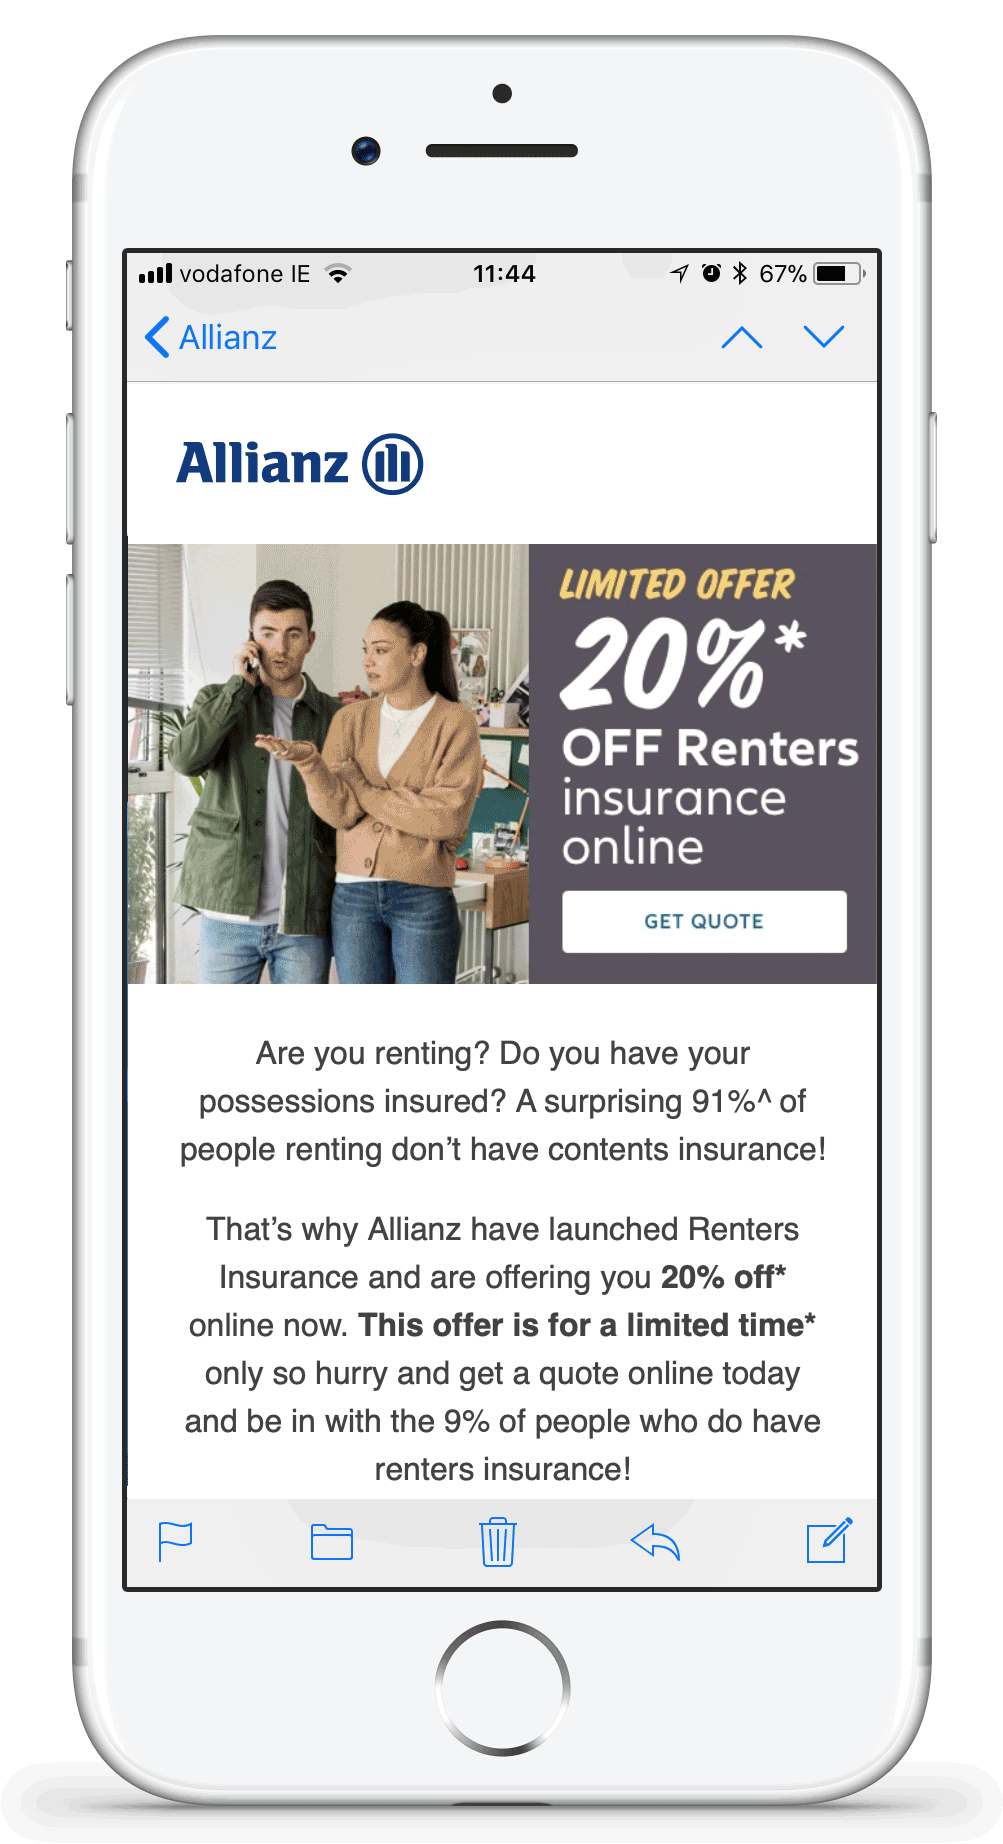 vodafone IE 11:44 67%
Allianz
Allianz
LIMITED OFFER
20%*
OFF Renters
insurance
online
GET QUOTE
Are you renting? Do you have your
possessions insured? A surprising 91%^ of
people renting don’t have contents insurance!
That’s why Allianz have launched Renters
Insurance and are offering you 20% off*
online now. This offer is for a limited time*
only so hurry and get a quote online today
and be in with the 9% of people who do have
renters insurance!